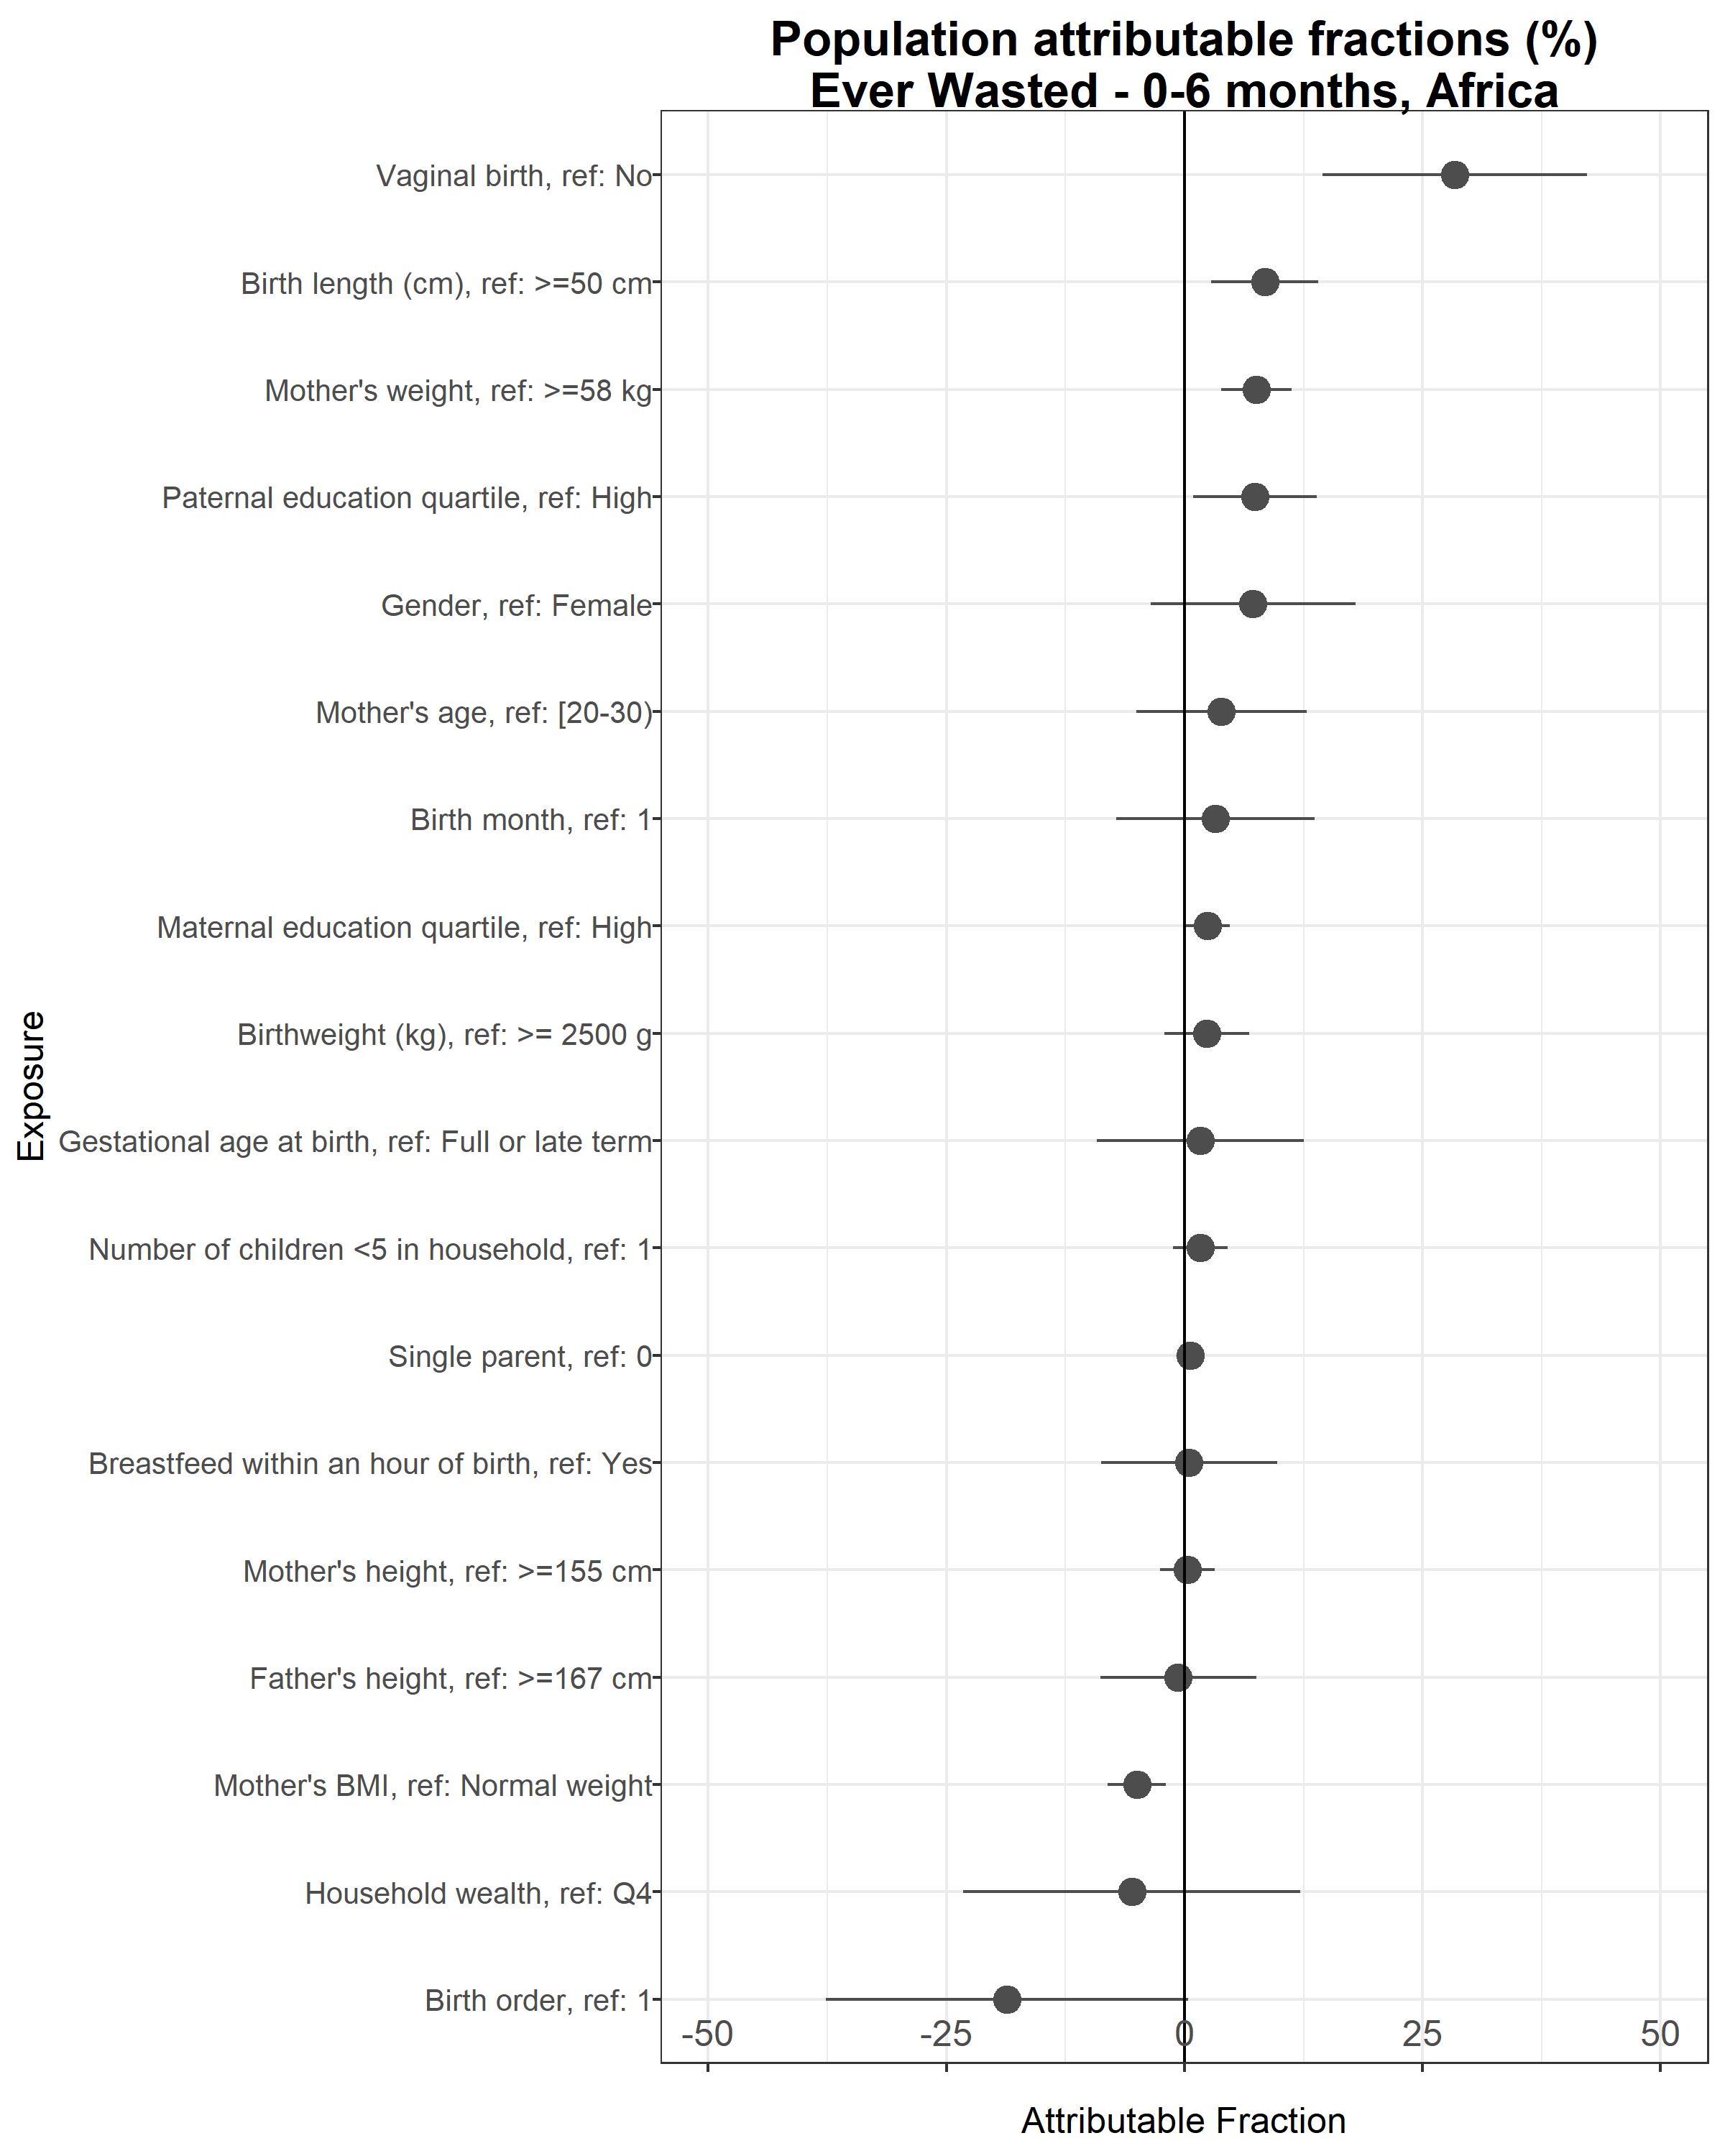 Population attributable fractions (%)
Ever Wasted - 0-6 months, Africa
Exposure
Vaginal birth, ref: No
Birth length (cm), ref: >=50 cm
Mother's weight, ref: >=58 kg
Paternal education quartile, ref: High
Gender, ref: Female
Mother's age, ref: [20-30)
Birth month, ref: 1
Maternal education quartile, ref: High
Birthweight (kg), ref: >= 2500 g
Gestational age at birth, ref: Full or late term
Number of children <5 in household, ref: 1
Single parent, ref: 0
Breastfeed within an hour of birth, ref: Yes
Mother's height, ref: >=155 cm
Father's height, ref: >=167 cm
Mother's BMI, ref: Normal weight
Household wealth, ref: Q4
Birth order, ref: 1
-50 -25 0 25 50
Attributable Fraction